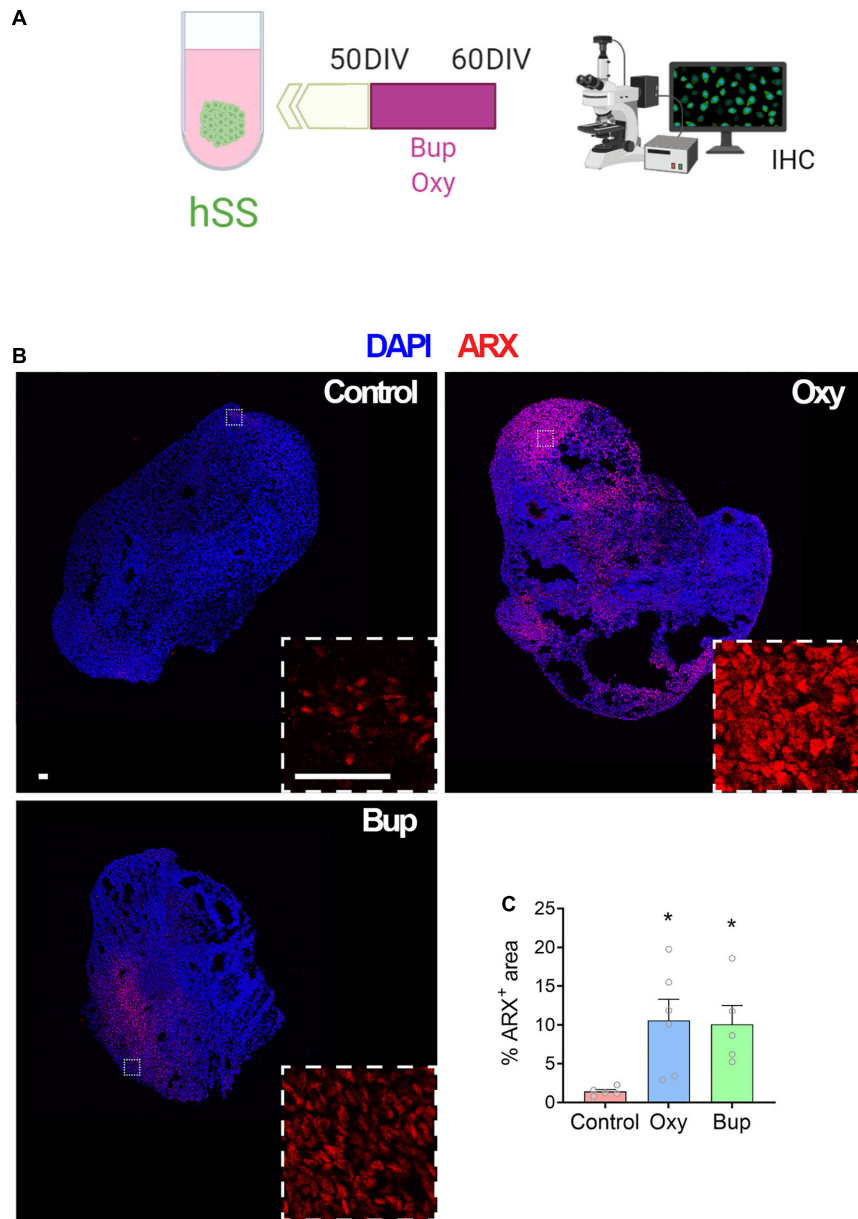 A
50DIV 60DIV
Bup
Oxy
IHC
hSS
B
DAPI ARX
Control
Oxy
Bup
C
% ARX+ area
25
20
15
10
5
0
*
*
Control Oxy Bup